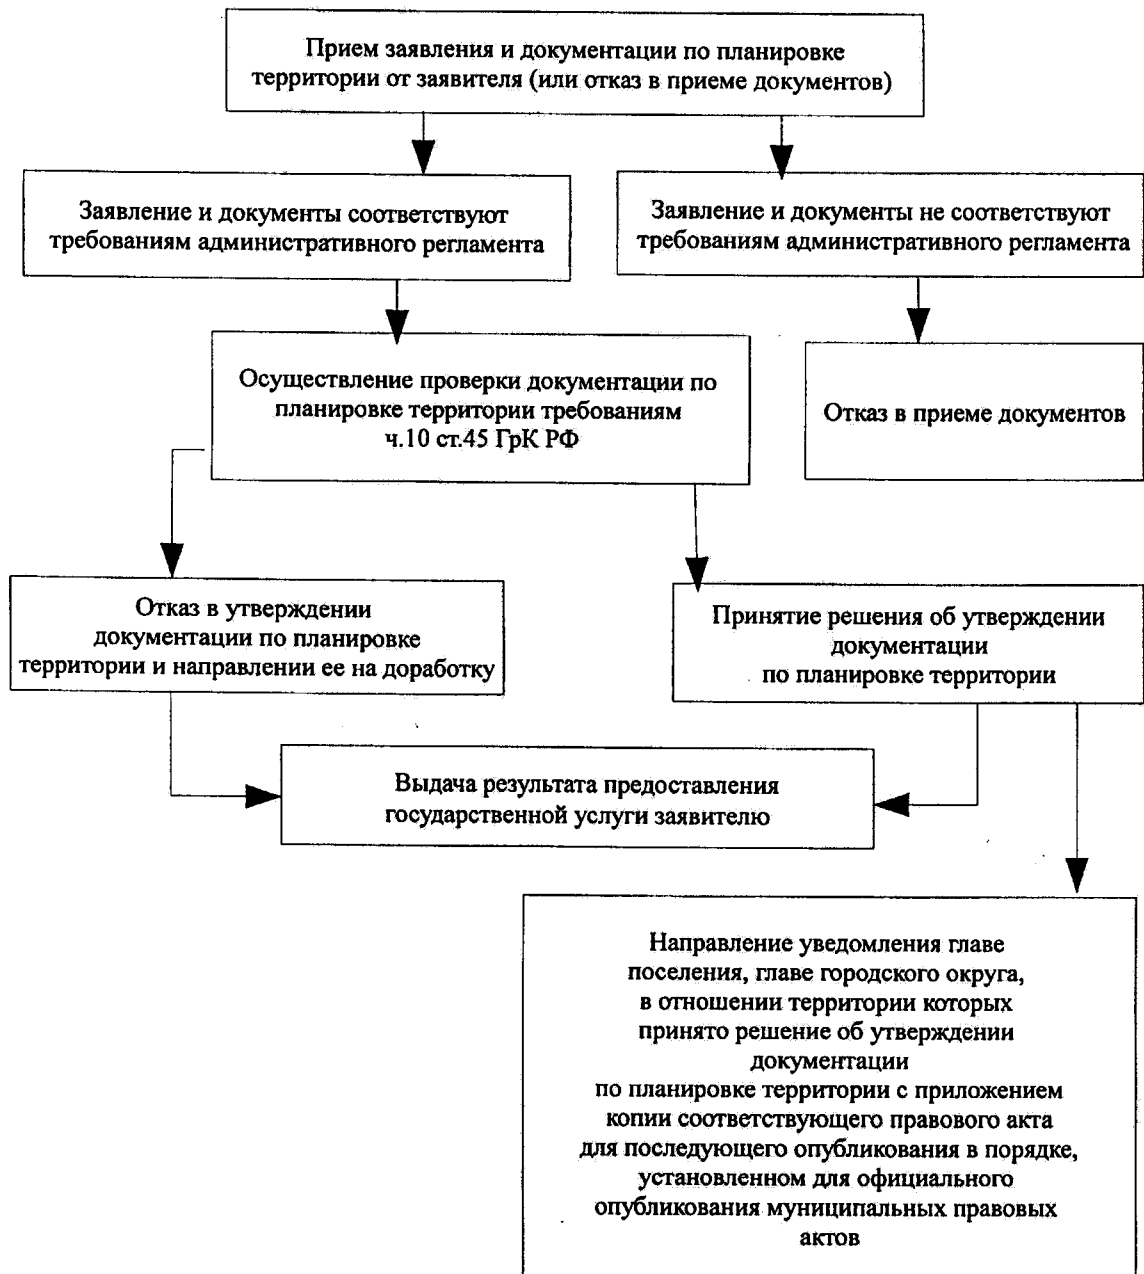 Прием заявления и документации по планировке
территории от заявителя (или отказ в приеме документов)
Заявление и документы соответствуют
требованиям административного регламента
Заявление и документы не соответствуют
требованиям административного регламента
Осуществление проверки документации по
планировке территории требованиям
ч.10 ст.45 ГрК РФ
Отказ в приеме документов
Отказ в утверждении
документации по планировке
территории и направлении ее на доработку
Принятие решения об утверждении
документации
по планировке территории
Выдача результата предоставления
государственной услуги заявителю
Направление уведомления главе
поселения, главе городского округа,
в отношении территории которых
принято решение об утверждении
документации
по планировке территории с приложением
копии соответствующего правового акта
для последующего опубликования в порядке,
установленном для официального
опубликования муниципальных правовых
актов